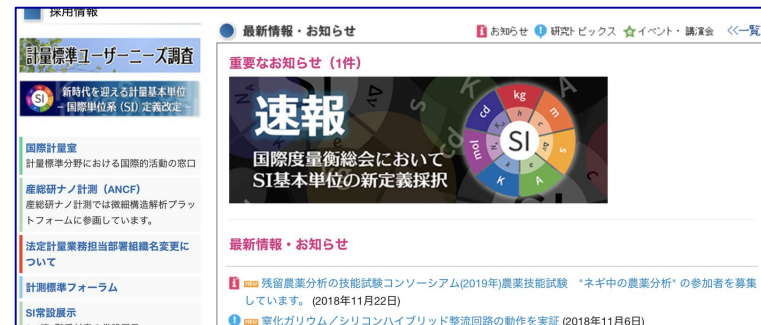 採用情報
計量標準ユーザーニーズ調査
SI
新時代を迎える計量基本単位
－国際単位系 (SI) 定義改定－
国際計量室
計量標準分野における国際的活動の窓口
産総研ナノ計測（ANCF）
産総研ナノ計測では微細構造解析プラッ
トフォームに参画しています。
法定計量業務担当部署組織名変更に
ついて
計測標準フォーラム
SI常設展示
最新情報・お知らせ
お知らせ 研究トピックス イベント・講演会 <<一覧
重要なお知らせ（1件）
速報
国際度量衡総会において
SI基本単位の新定義採択
kg
m
s
A
K
mol
cd
SI
最新情報・お知らせ
NEW 残留農薬分析の技能試験コンソーシアム(2019年)農薬技能試験 "ネギ中の農薬分析" の参加者を募集
しています。 (2018年11月22日)
NEW 窒化ガリウム／シリコンハイブリッド整流回路の動作を実証 (2018年11月6日)